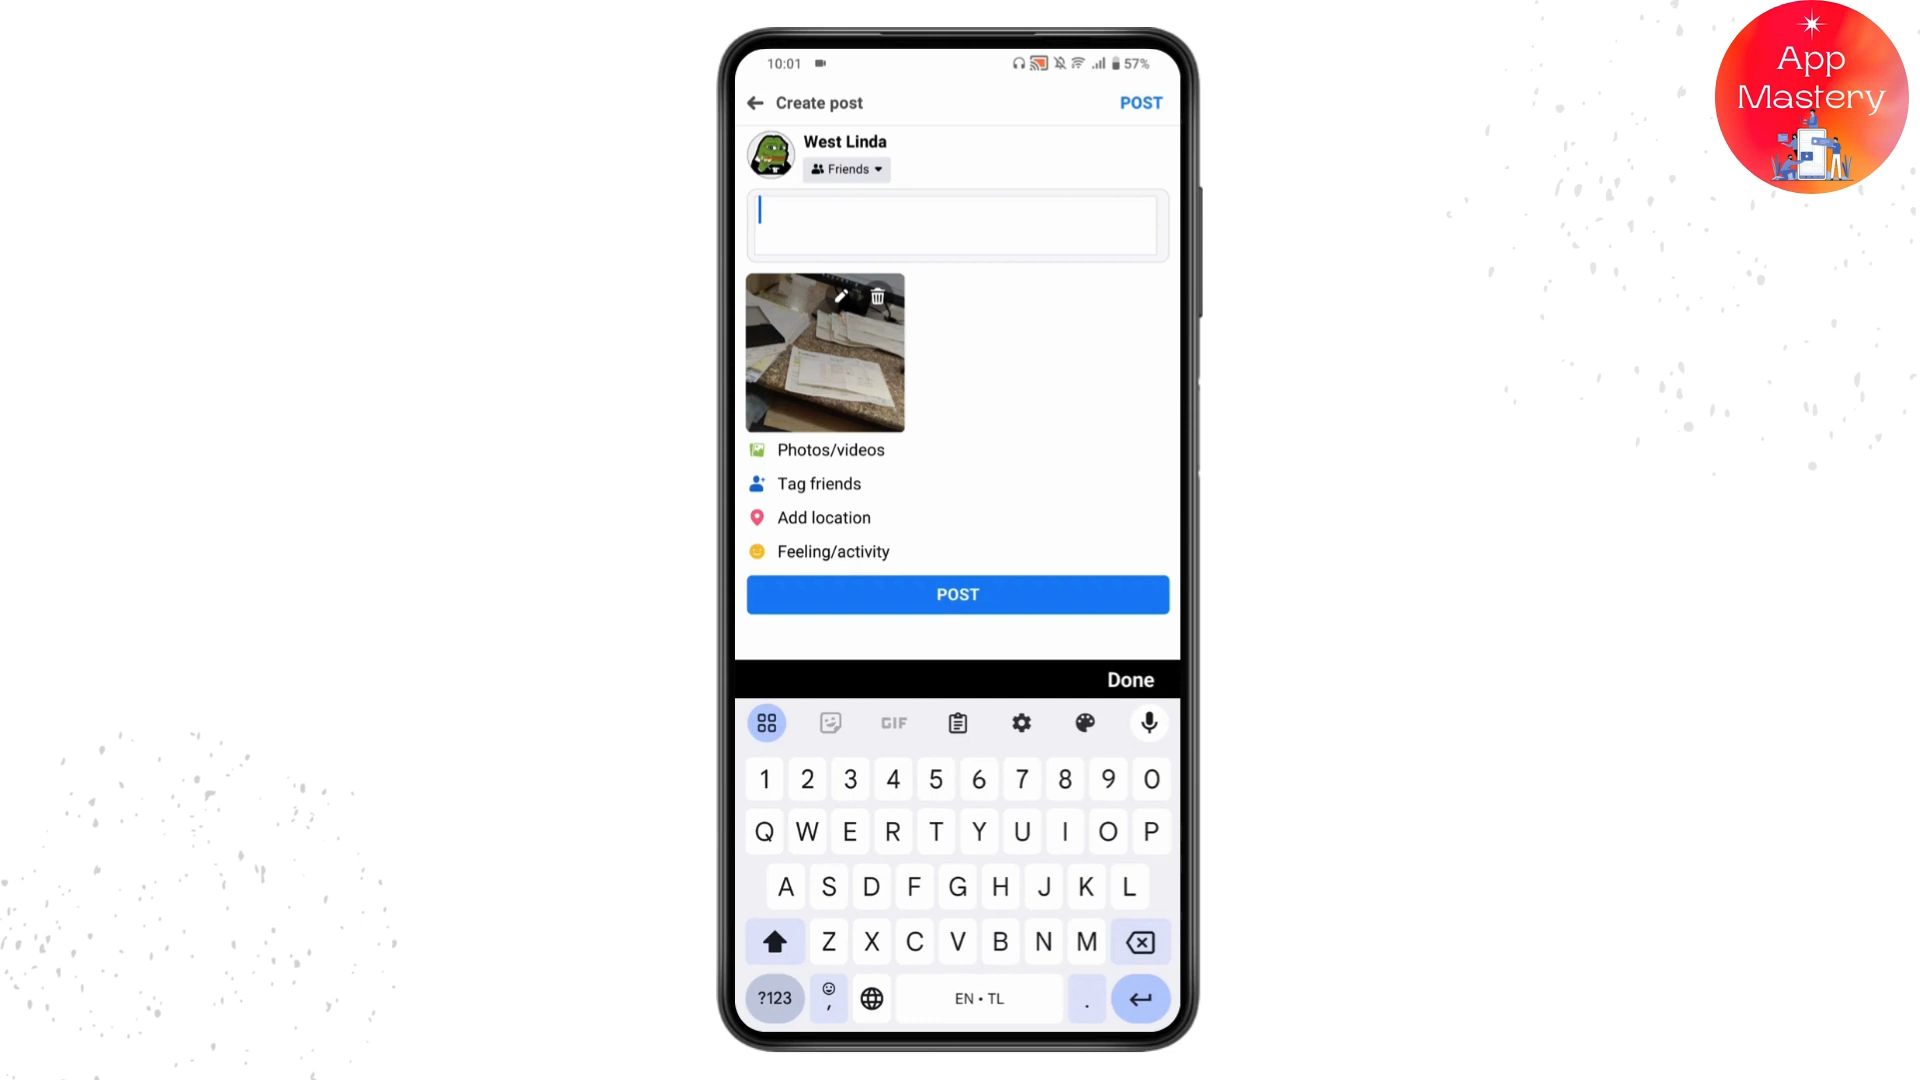 10:01
57%
Create post
POST
West Linda
Friends
Photos/videos
Tag friends
Add location
Feeling/activity
POST
Done
GIF
1 2 3 4 5 6 7 8 9 0
Q W E R T Y U I O P
A S D F G H J K L
Z X C V B N M
?123
,
EN • TL
.
App
Mastery